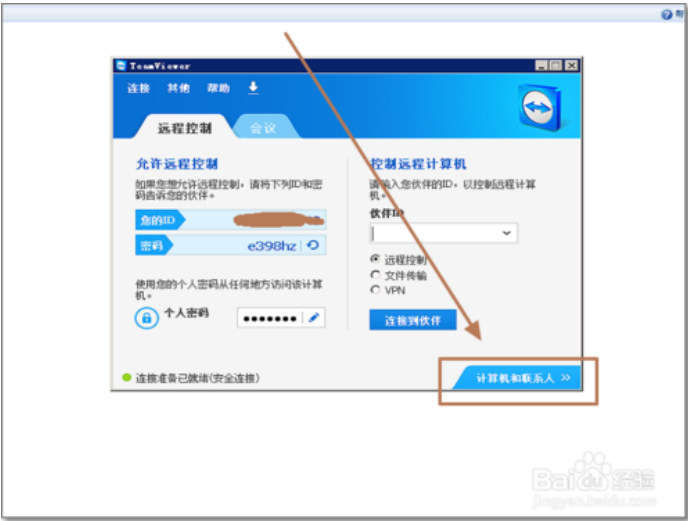 帮
TeamViewer
连接 其他 帮助
远程控制 会议
允许远程控制
如果您想允许远程控制，请将下列ID和密
码告诉您的伙伴。
您的ID
密码 e398hz
使用您的个人密码从任何地方访问该计算
机。
个人密码
连接准备已就绪(安全连接)
控制远程计算机
请输入您伙伴的ID，以控制远程计算
机。
伙伴ID
远程控制
文件传输
VPN
连接到伙伴
计算机和联系人 >>
Baidu 经验
jingyan.baidu.com